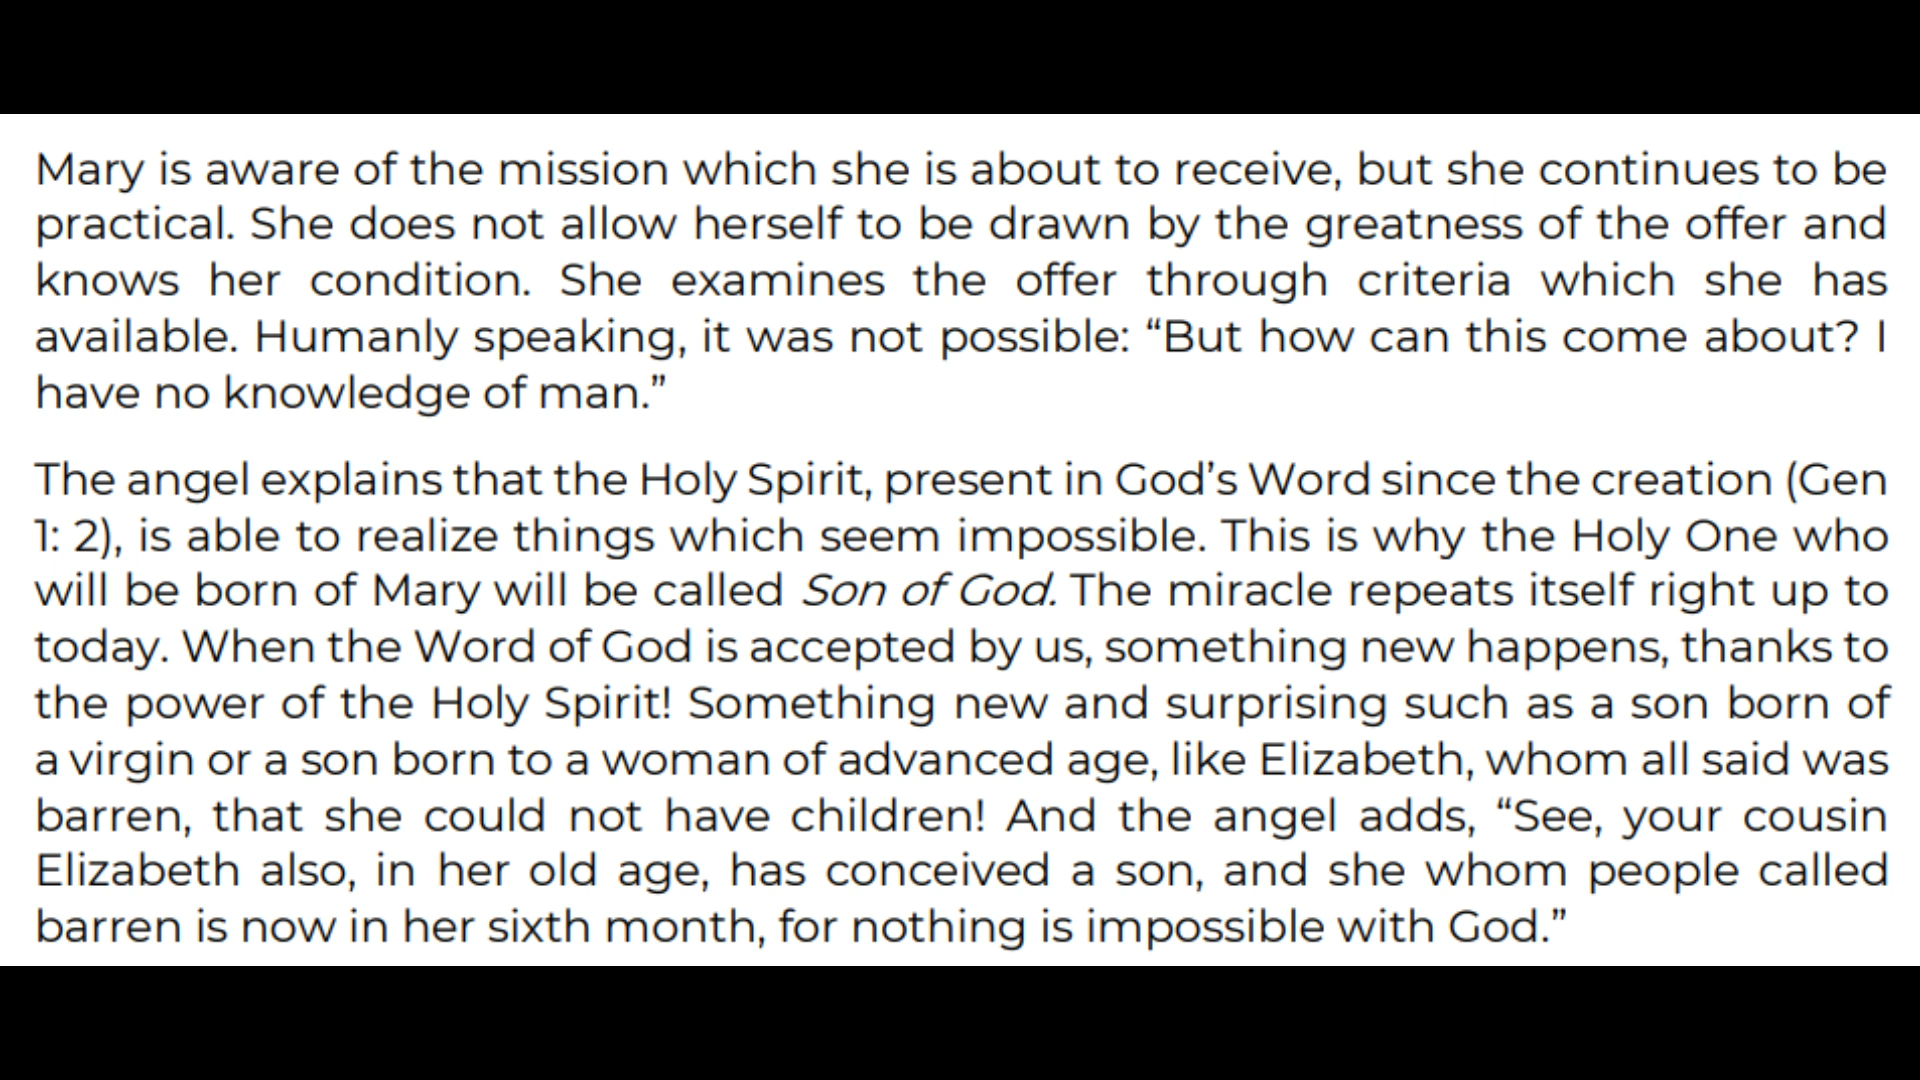 Mary is aware of the mission which she is about to receive, but she continues to be
practical. She does not allow herself to be drawn by the greatness of the offer and
knows her condition. She examines the offer through criteria which she has
available. Humanly speaking, it was not possible: “But how can this come about? I
have no knowledge of man.”
The angel explains that the Holy Spirit, present in God’s Word since the creation (Gen
1: 2), is able to realize things which seem impossible. This is why the Holy One who
will be born of Mary will be called Son of God. The miracle repeats itself right up to
today. When the Word of God is accepted by us, something new happens, thanks to
the power of the Holy Spirit! Something new and surprising such as a son born of
a virgin or a son born to a woman of advanced age, like Elizabeth, whom all said was
barren, that she could not have children! And the angel adds, “See, your cousin
Elizabeth also, in her old age, has conceived a son, and she whom people called
barren is now in her sixth month, for nothing is impossible with God.”